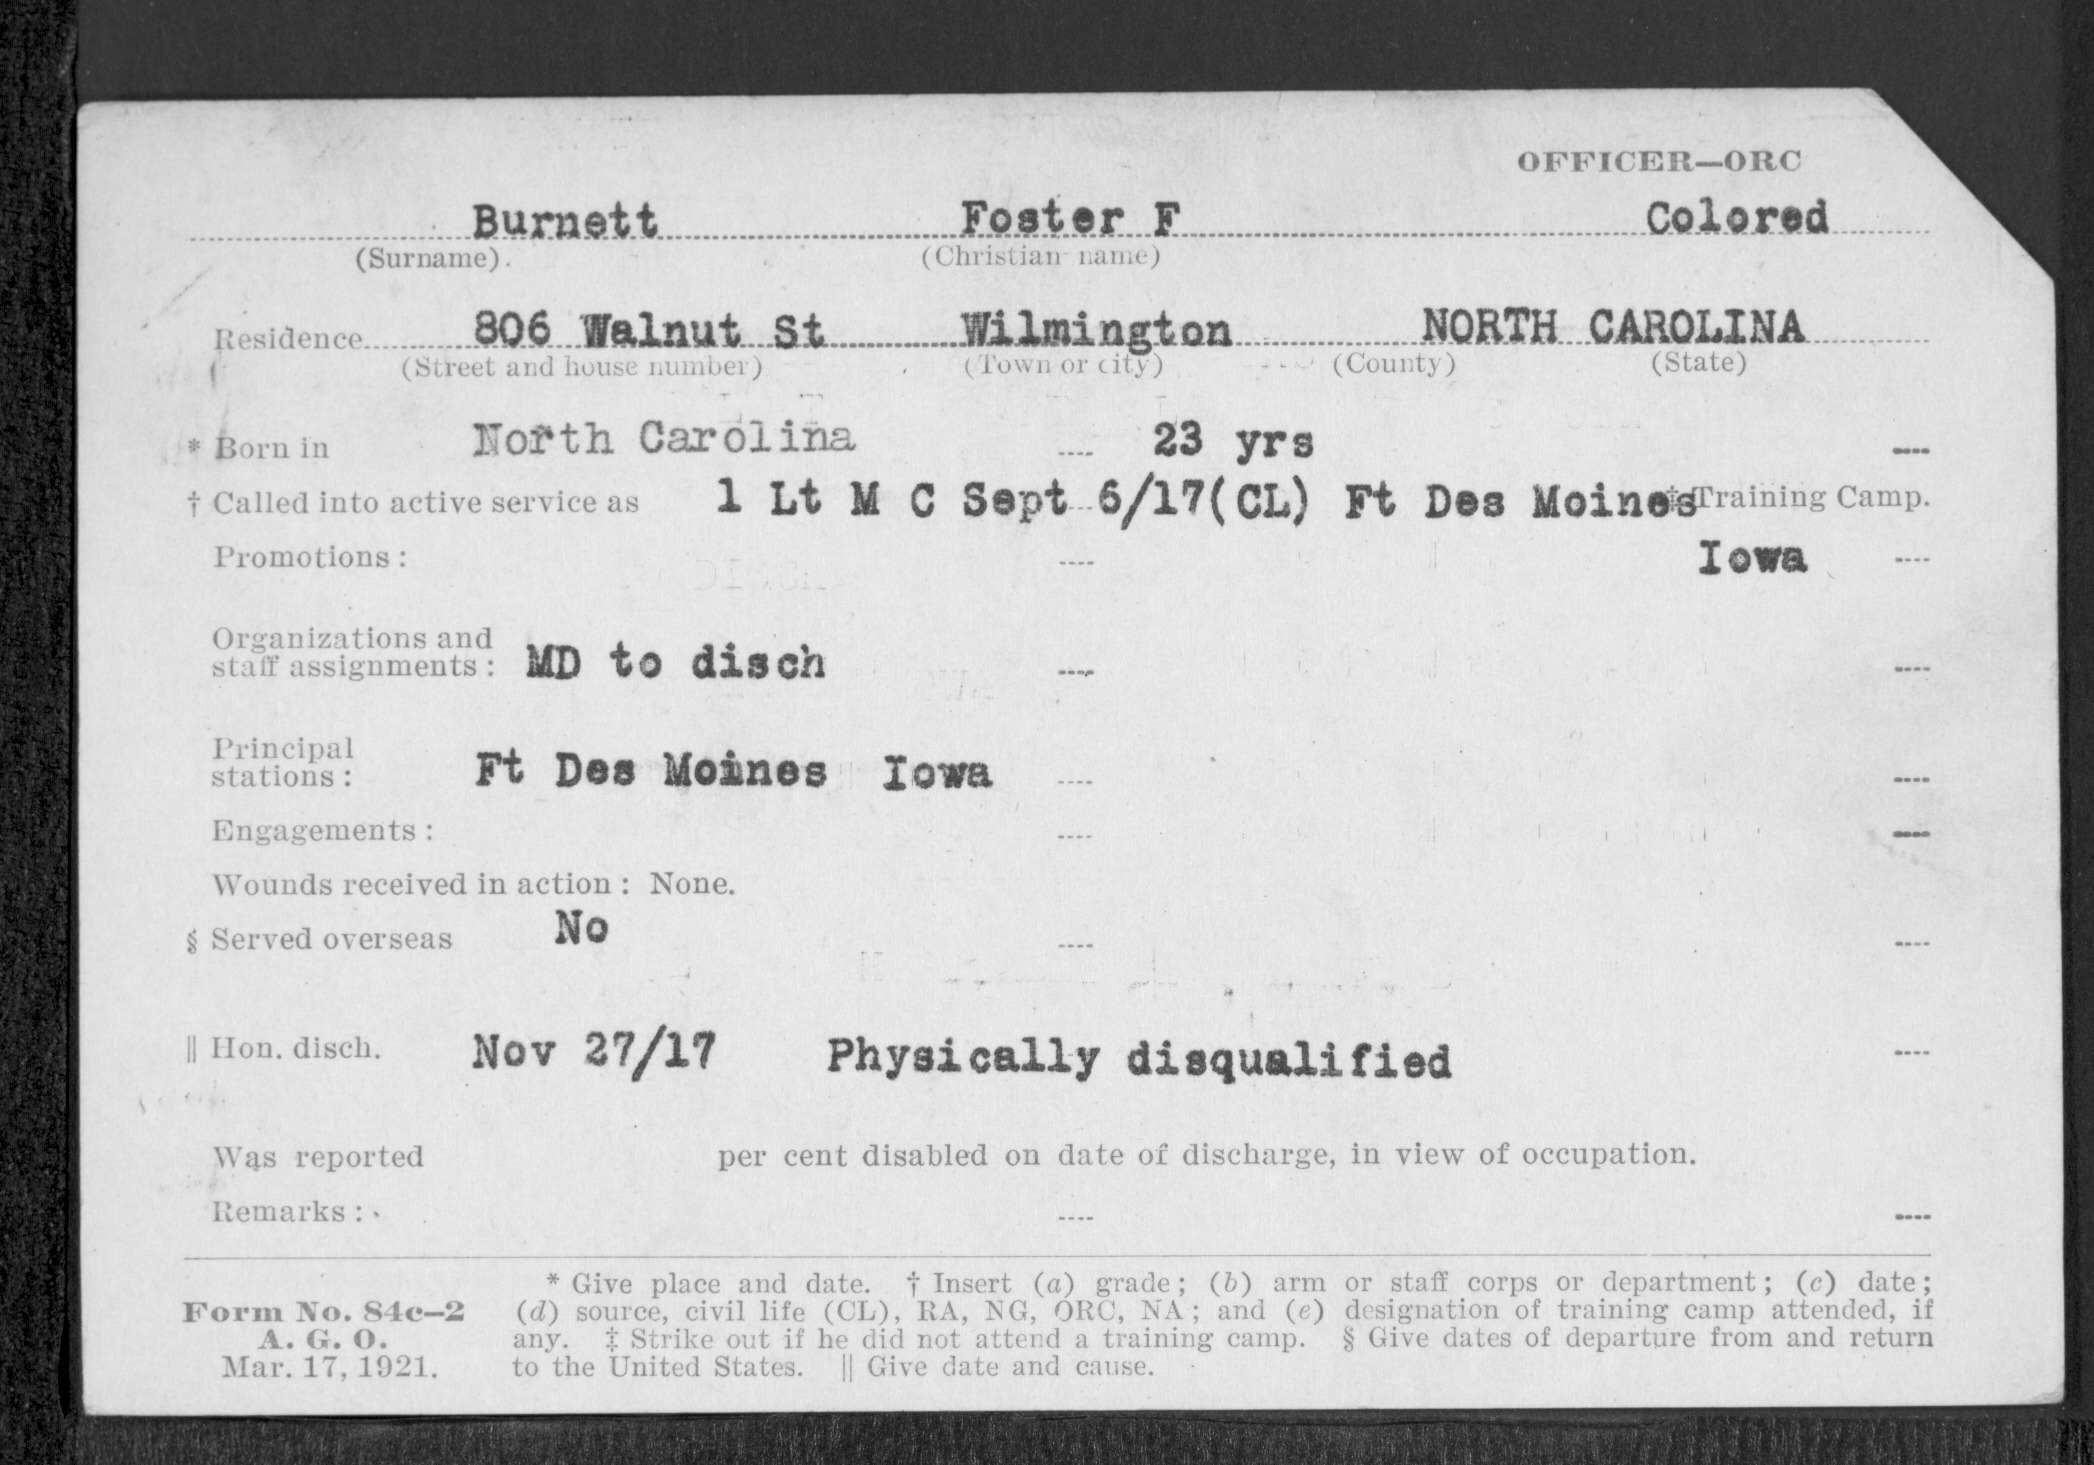 OFFICER—ORC
Burnett Foster F Colored
(Surname). (Christian name)
Residence 806 Walnut St Wilmington NORTH CAROLINA
(Street and house number) (Town or city) (County) (State)
* Born in North Carolina 23 yrs
† Called into active service as 1 Lt M C Sept 6/17(CL) Ft Des Moines ‡Training Camp.
Promotions: Iowa
Organizations and
staff assignments: MD to disch
Principal
stations: Ft Des Moines Iowa
Engagements:
Wounds received in action: None.
§ Served overseas No
‖ Hon. disch. Nov 27/17 Physically disqualified
Was reported per cent disabled on date of discharge, in view of occupation.
Remarks:
* Give place and date. † Insert (a) grade; (b) arm or staff corps or department; (c) date;
Form No. 84c–2 (d) source, civil life (CL), RA, NG, ORC, NA; and (e) designation of training camp attended, if
A. G. O. any. ‡ Strike out if he did not attend a training camp. § Give dates of departure from and return
Mar. 17, 1921. to the United States. ‖ Give date and cause.